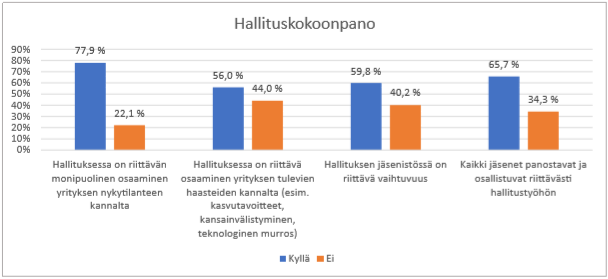 Hallituskokoonpano
90%
80%
70%
60%
50%
40%
30%
20%
10%
0%
77,9 %
22,1 %
56,0 %
44,0 %
59,8 %
40,2 %
65,7 %
34,3 %
Hallituksessa on riittävän
monipuolinen osaaminen
yrityksen nykytilanteen
kannalta
Hallituksessa on riittävä
osaaminen yrityksen tulevien
haasteiden kannalta (esim.
kasvutavoitteet,
kansainvälistyminen,
teknologinen murros)
Hallituksen jäsenistössä on
riittävä vaihtuvuus
Kaikki jäsenet panostavat ja
osallistuvat riittävästi
hallitustyöhön
Kyllä
Ei